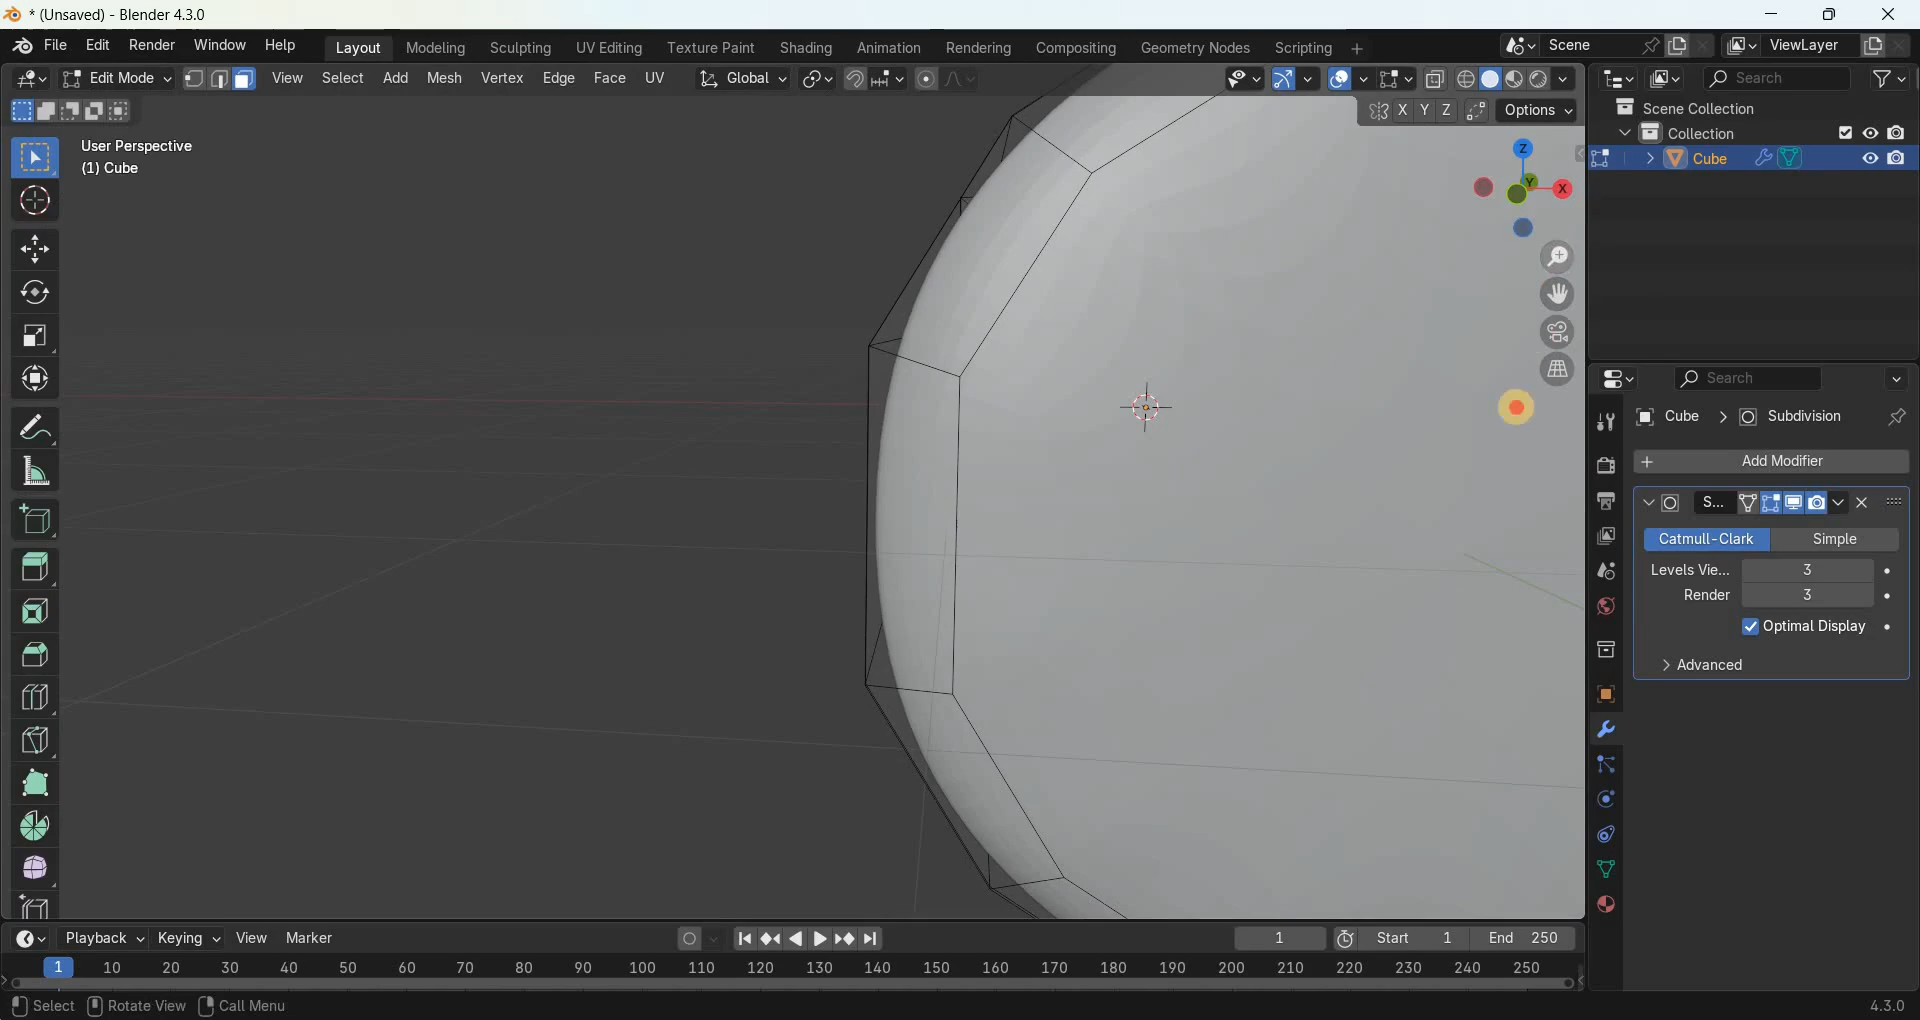 * (Unsaved) - Blender 4.3.0
File Edit Render Window Help Layout Modeling Sculpting UV Editing Texture Paint Shading Animation Rendering Compositing Geometry Nodes Scripting + Scene ViewLayer
Edit Mode View Select Add Mesh Vertex Edge Face UV Global Search
X Y Z Options
Scene Collection
Collection
Cube
User Perspective
(1) Cube
Z
Y
X
Search
Cube > Subdivision
+ Add Modifier
S...
Catmull-Clark Simple
Levels Vie... 3
Render 3
Optimal Display
Advanced
Playback Keying View Marker 1 Start 1 End 250
1 10 20 30 40 50 60 70 80 90 100 110 120 130 140 150 160 170 180 190 200 210 220 230 240 250
Select Rotate View Call Menu 4.3.0